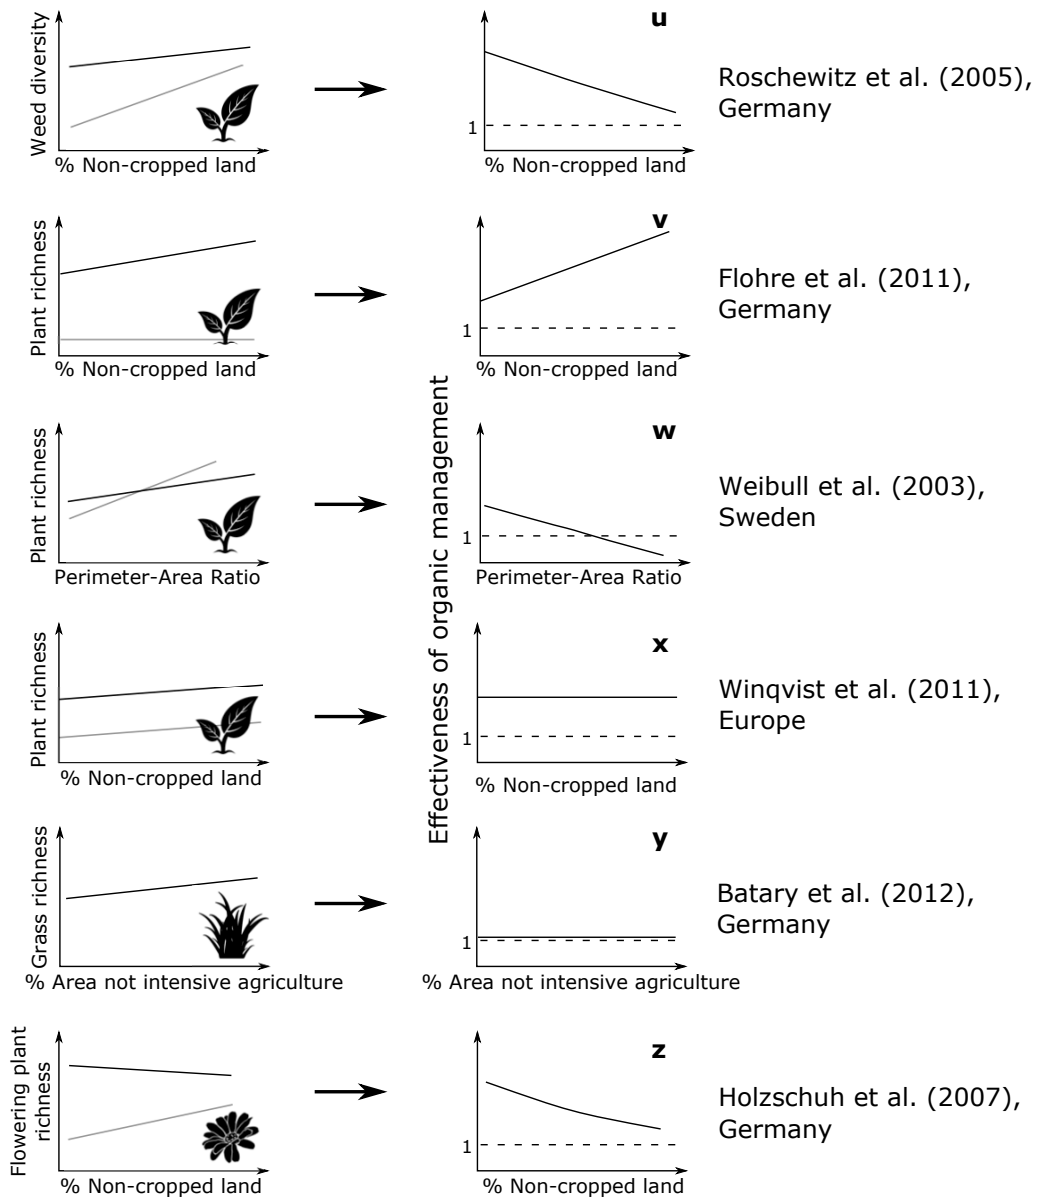 Weed diversity
% Non-cropped land
u
1
% Non-cropped land
Roschewitz et al. (2005),
Germany
Plant richness
% Non-cropped land
v
1
% Non-cropped land
Flohre et al. (2011),
Germany
Effectiveness of organic management
Plant richness
Perimeter-Area Ratio
w
1
Perimeter-Area Ratio
Weibull et al. (2003),
Sweden
Plant richness
% Non-cropped land
x
1
% Non-cropped land
Winqvist et al. (2011),
Europe
Grass richness
% Area not intensive agriculture
y
1
% Area not intensive agriculture
Batary et al. (2012),
Germany
Flowering plant
richness
% Non-cropped land
z
1
% Non-cropped land
Holzschuh et al. (2007),
Germany